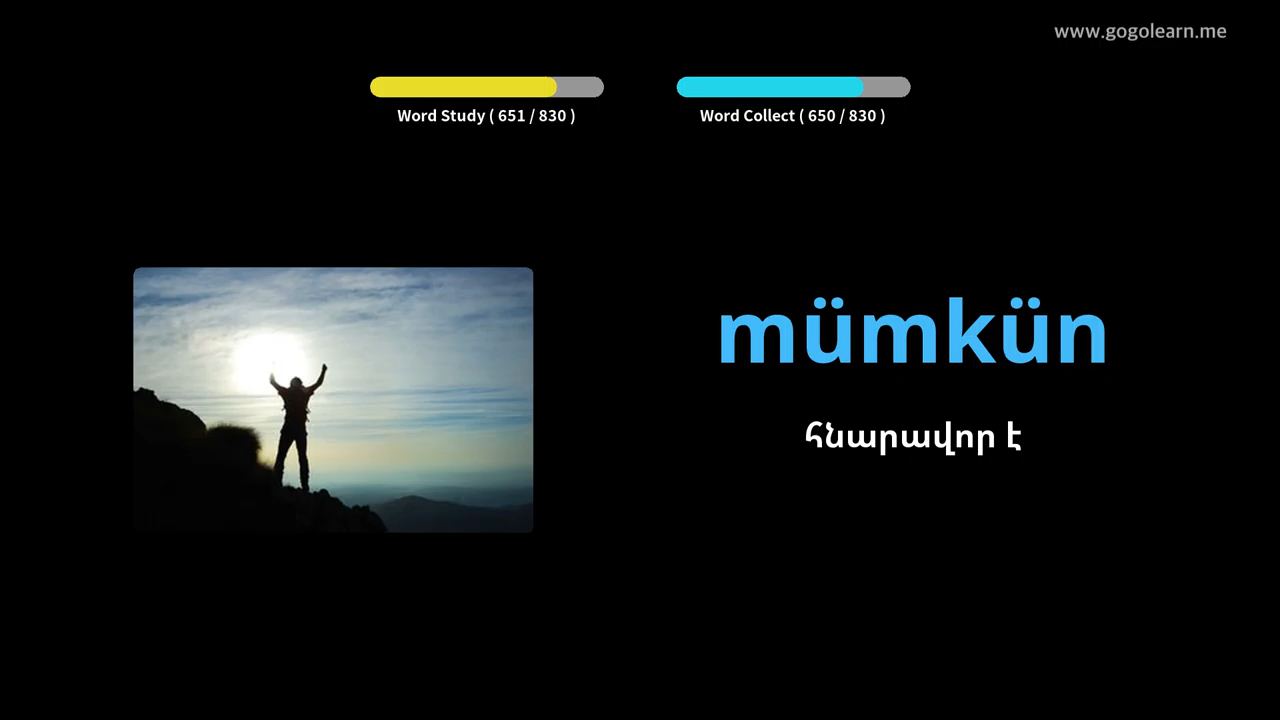 www.gogolearn.me
Word Study ( 651 / 830 )
Word Collect ( 650 / 830 )
mümkün
հնարավոր է